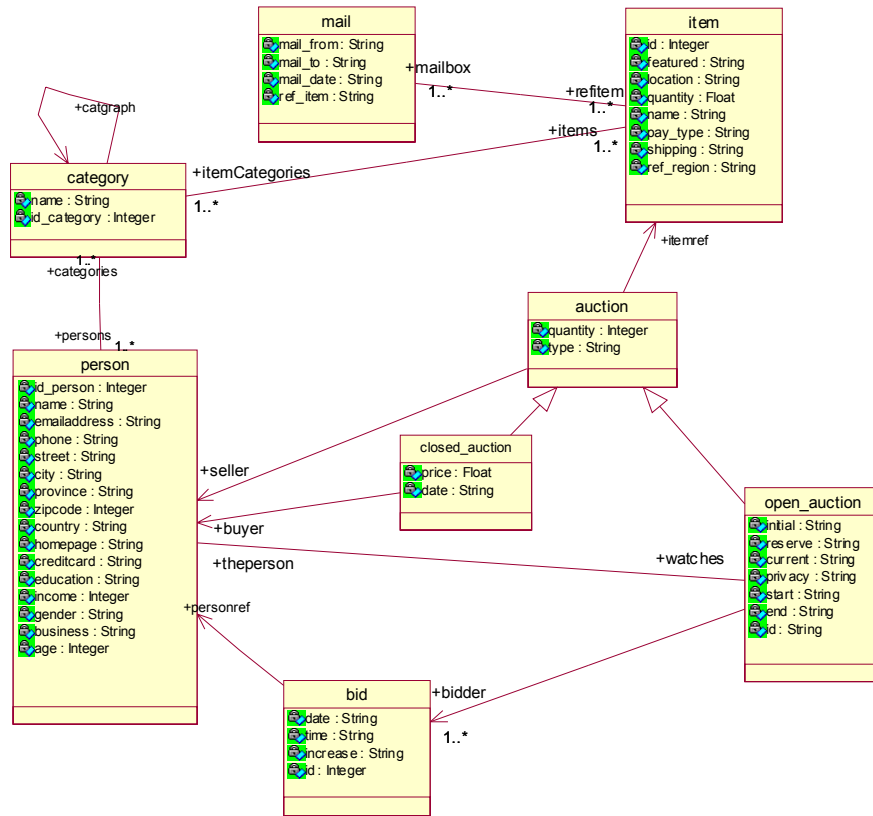 mail
mail_from : String
mail_to : String
mail_date : String
ref_item : String
item
id : Integer
featured : String
location : String
quantity : Float
name : String
pay_type : String
shipping : String
ref_region : String
+mailbox
1..*
+refitem
1..*
+items
1..*
+catgraph
+itemCategories
1..*
category
name : String
id_category : Integer
1..*
+categories
+itemref
auction
quantity : Integer
type : String
+persons
1..*
person
id_person : Integer
name : String
emailaddress : String
phone : String
street : String
city : String
province : String
zipcode : Integer
country : String
homepage : String
creditcard : String
education : String
income : Integer
gender : String
business : String
age : Integer
+seller
closed_auction
price : Float
date : String
+buyer
+theperson
+watches
+personref
open_auction
initial : String
reserve : String
current : String
privacy : String
start : String
end : String
id : String
bid
date : String
time : String
increase : String
id : Integer
+bidder
1..*